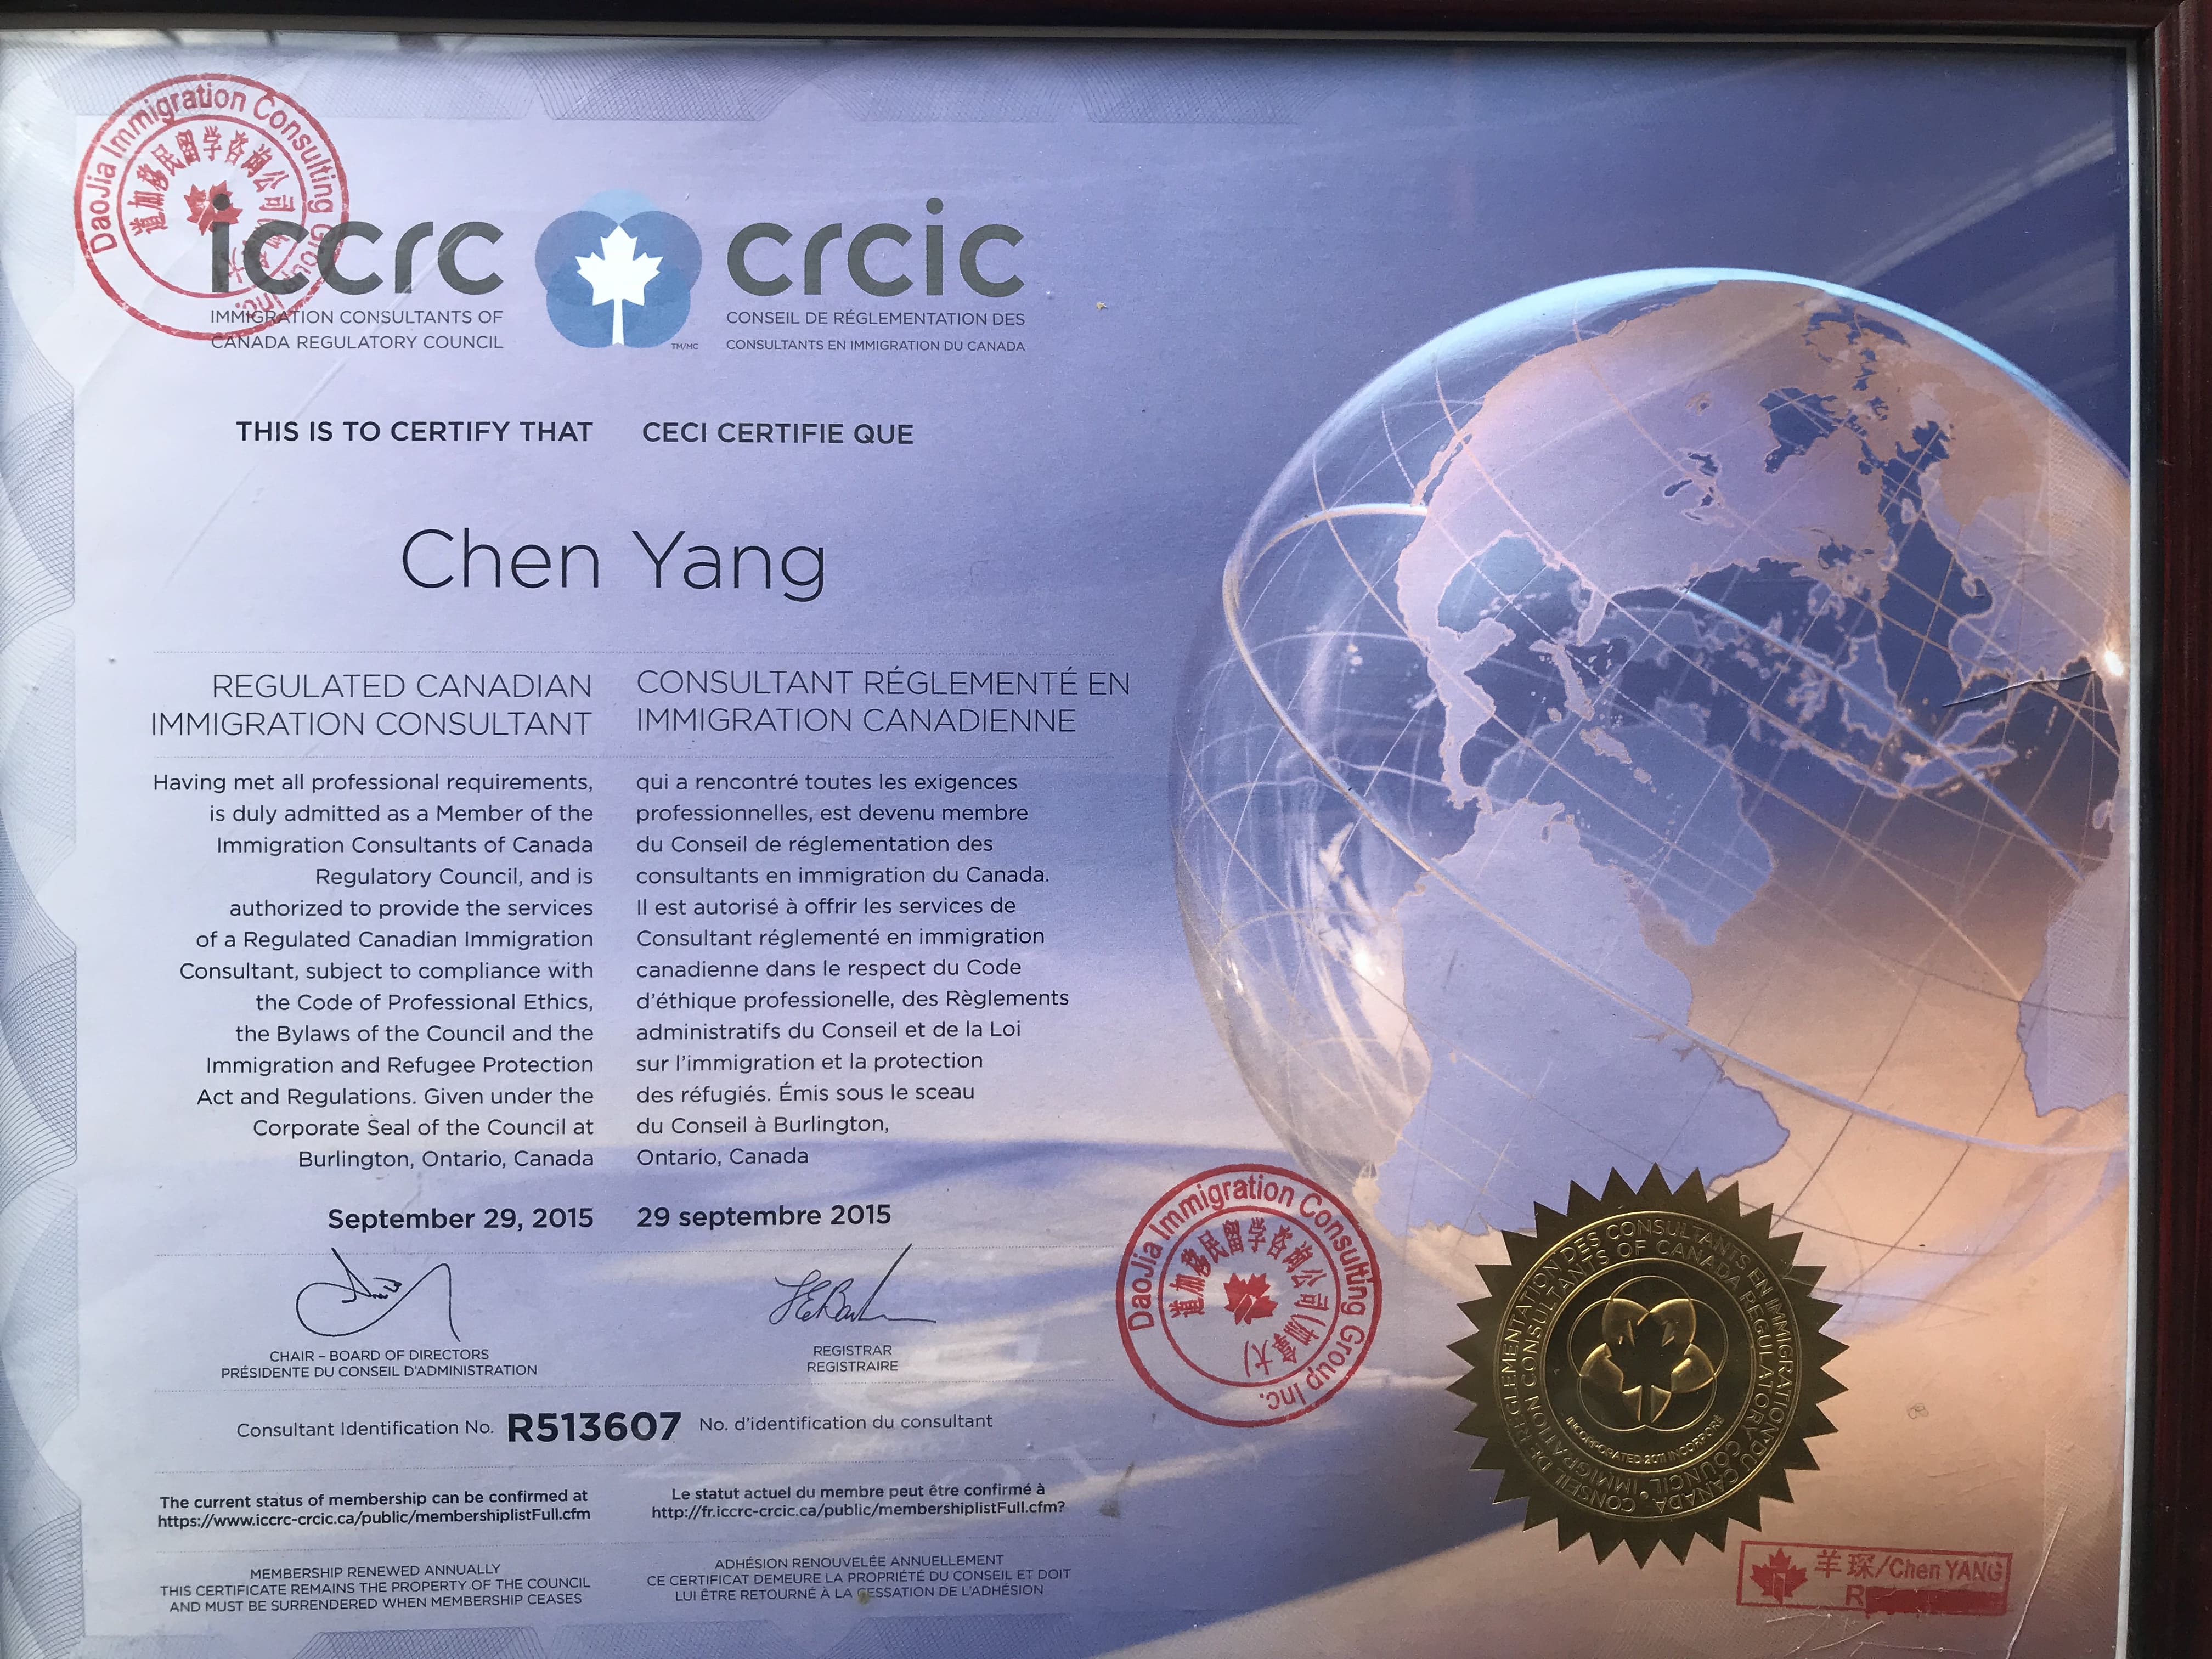 DaoJia Immigration Consulting Group Inc.
道加移民留学咨询公司
iccrc
IMMIGRATION CONSULTANTS OF
CANADA REGULATORY COUNCIL
TM/MC
crcic
CONSEIL DE RÉGLEMENTATION DES
CONSULTANTS EN IMMIGRATION DU CANADA
THIS IS TO CERTIFY THAT
CECI CERTIFIE QUE
Chen Yang
REGULATED CANADIAN
IMMIGRATION CONSULTANT
CONSULTANT RÉGLEMENTÉ EN
IMMIGRATION CANADIENNE
Having met all professional requirements,
is duly admitted as a Member of the
Immigration Consultants of Canada
Regulatory Council, and is
authorized to provide the services
of a Regulated Canadian Immigration
Consultant, subject to compliance with
the Code of Professional Ethics,
the Bylaws of the Council and the
Immigration and Refugee Protection
Act and Regulations. Given under the
Corporate Seal of the Council at
Burlington, Ontario, Canada
September 29, 2015
qui a rencontré toutes les exigences
professionnelles, est devenu membre
du Conseil de réglementation des
consultants en immigration du Canada.
Il est autorisé à offrir les services de
Consultant réglementé en immigration
canadienne dans le respect du Code
d'éthique professionelle, des Règlements
administratifs du Conseil et de la Loi
sur l'immigration et la protection
des réfugiés. Émis sous le sceau
du Conseil à Burlington,
Ontario, Canada
29 septembre 2015
CHAIR – BOARD OF DIRECTORS
PRÉSIDENTE DU CONSEIL D'ADMINISTRATION
REGISTRAR
REGISTRAIRE
DaoJia Immigration Consulting Group Inc.
道加移民留学咨询公司(加拿大)
CONSEIL DE RÉGLEMENTATION DES CONSULTANTS EN IMMIGRATION DU CANADA
IMMIGRATION CONSULTANTS OF CANADA REGULATORY COUNCIL
INCORPORATED 2011 INCORPORÉ
Consultant Identification No. R513607 No. d'identification du consultant
The current status of membership can be confirmed at
https://www.iccrc-crcic.ca/public/membershiplistFull.cfm
Le statut actuel du membre peut être confirmé à
http://fr.iccrc-crcic.ca/public/membershiplistFull.cfm?
MEMBERSHIP RENEWED ANNUALLY
THIS CERTIFICATE REMAINS THE PROPERTY OF THE COUNCIL
AND MUST BE SURRENDERED WHEN MEMBERSHIP CEASES
ADHÉSION RENOUVELÉE ANNUELLEMENT
CE CERTIFICAT DEMEURE LA PROPRIÉTÉ DU CONSEIL ET DOIT
LUI ÊTRE RETOURNÉ À LA CESSATION DE L'ADHÉSION
羊琛/Chen YANG
R